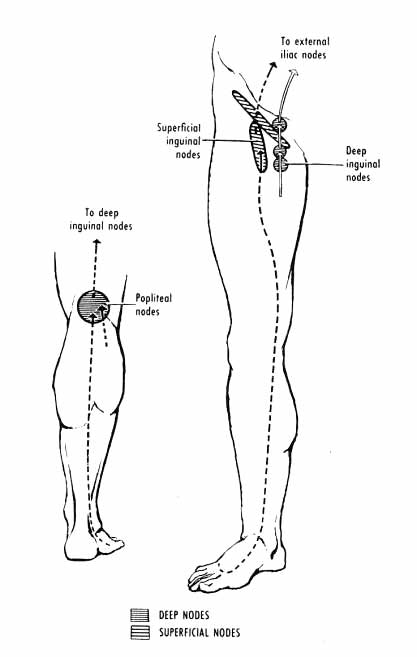 To external
iliac nodes
Superficial
inguinal
nodes
Deep
inguinal
nodes
To deep
inguinal nodes
Popliteal
nodes
DEEP NODES
SUPERFICIAL NODES